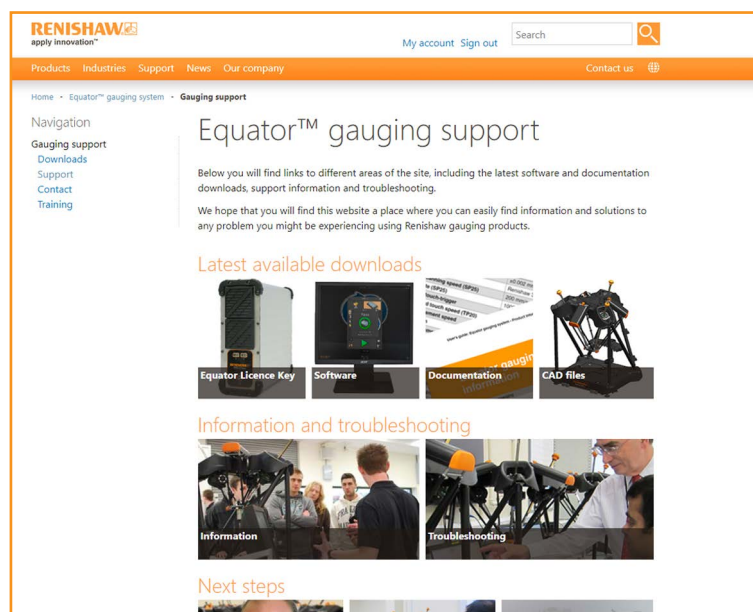 RENISHAW
apply innovation™
My account Sign out
Search
Products Industries Support News Our company
Contact us
Home - Equator™ gauging system - Gauging support
Navigation
Gauging support
Downloads
Support
Contact
Training
Equator™ gauging support
Below you will find links to different areas of the site, including the latest software and documentation
downloads, support information and troubleshooting.
We hope that you will find this website a place where you can easily find information and solutions to
any problem you might be experiencing using Renishaw gauging products.
Latest available downloads
Equator Licence Key
Software
Documentation
CAD files
Information and troubleshooting
Information
Troubleshooting
Next steps